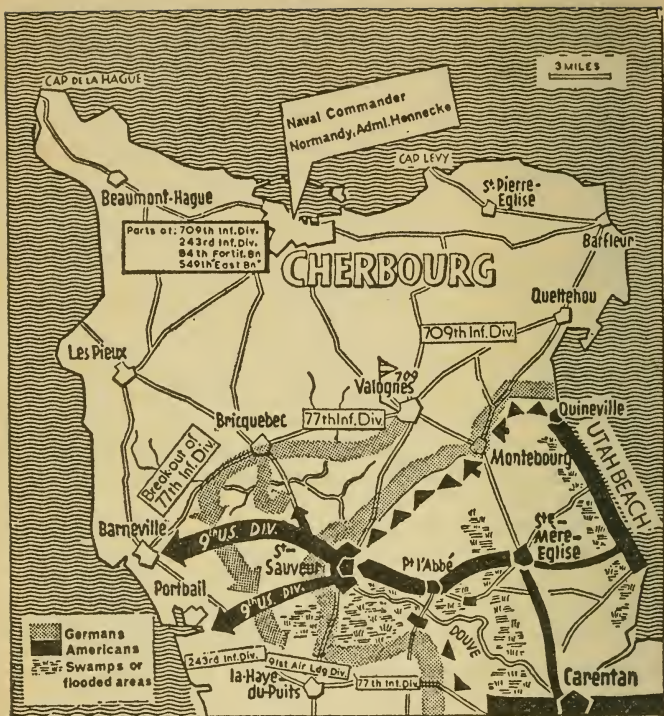 CAP DE LA HAGUE
3 MILES
Naval Commander
Normandy, Adml. Hennecke
CAP LEVY
St. Pierre-
Eglise
Beaumont-Hague
Barfleur
Parts of: 709th Inf. Div.
243rd Inf. Div.
84th Fortif. Bn
549th "East Bn"
CHERBOURG
Quettehou
709th Inf. Div.
Les Pieux
709
Valognes
77th Inf. Div.
Bricquebec
Quineville
Breakout of
77th Inf. Div.
Montebourg
UTAH BEACH
Barneville
9th U.S. DIV.
St-
Sauveur
Pt l'Abbé
Ste-
Mère-
Eglise
Portbail
9th U.S. DIV.
Germans
Americans
Swamps or
flooded areas
DOUVE
243rd Inf. Div.
91st Air Ldg Div.
77th Inf. Div.
la-Haye
du-Puits
Carentan